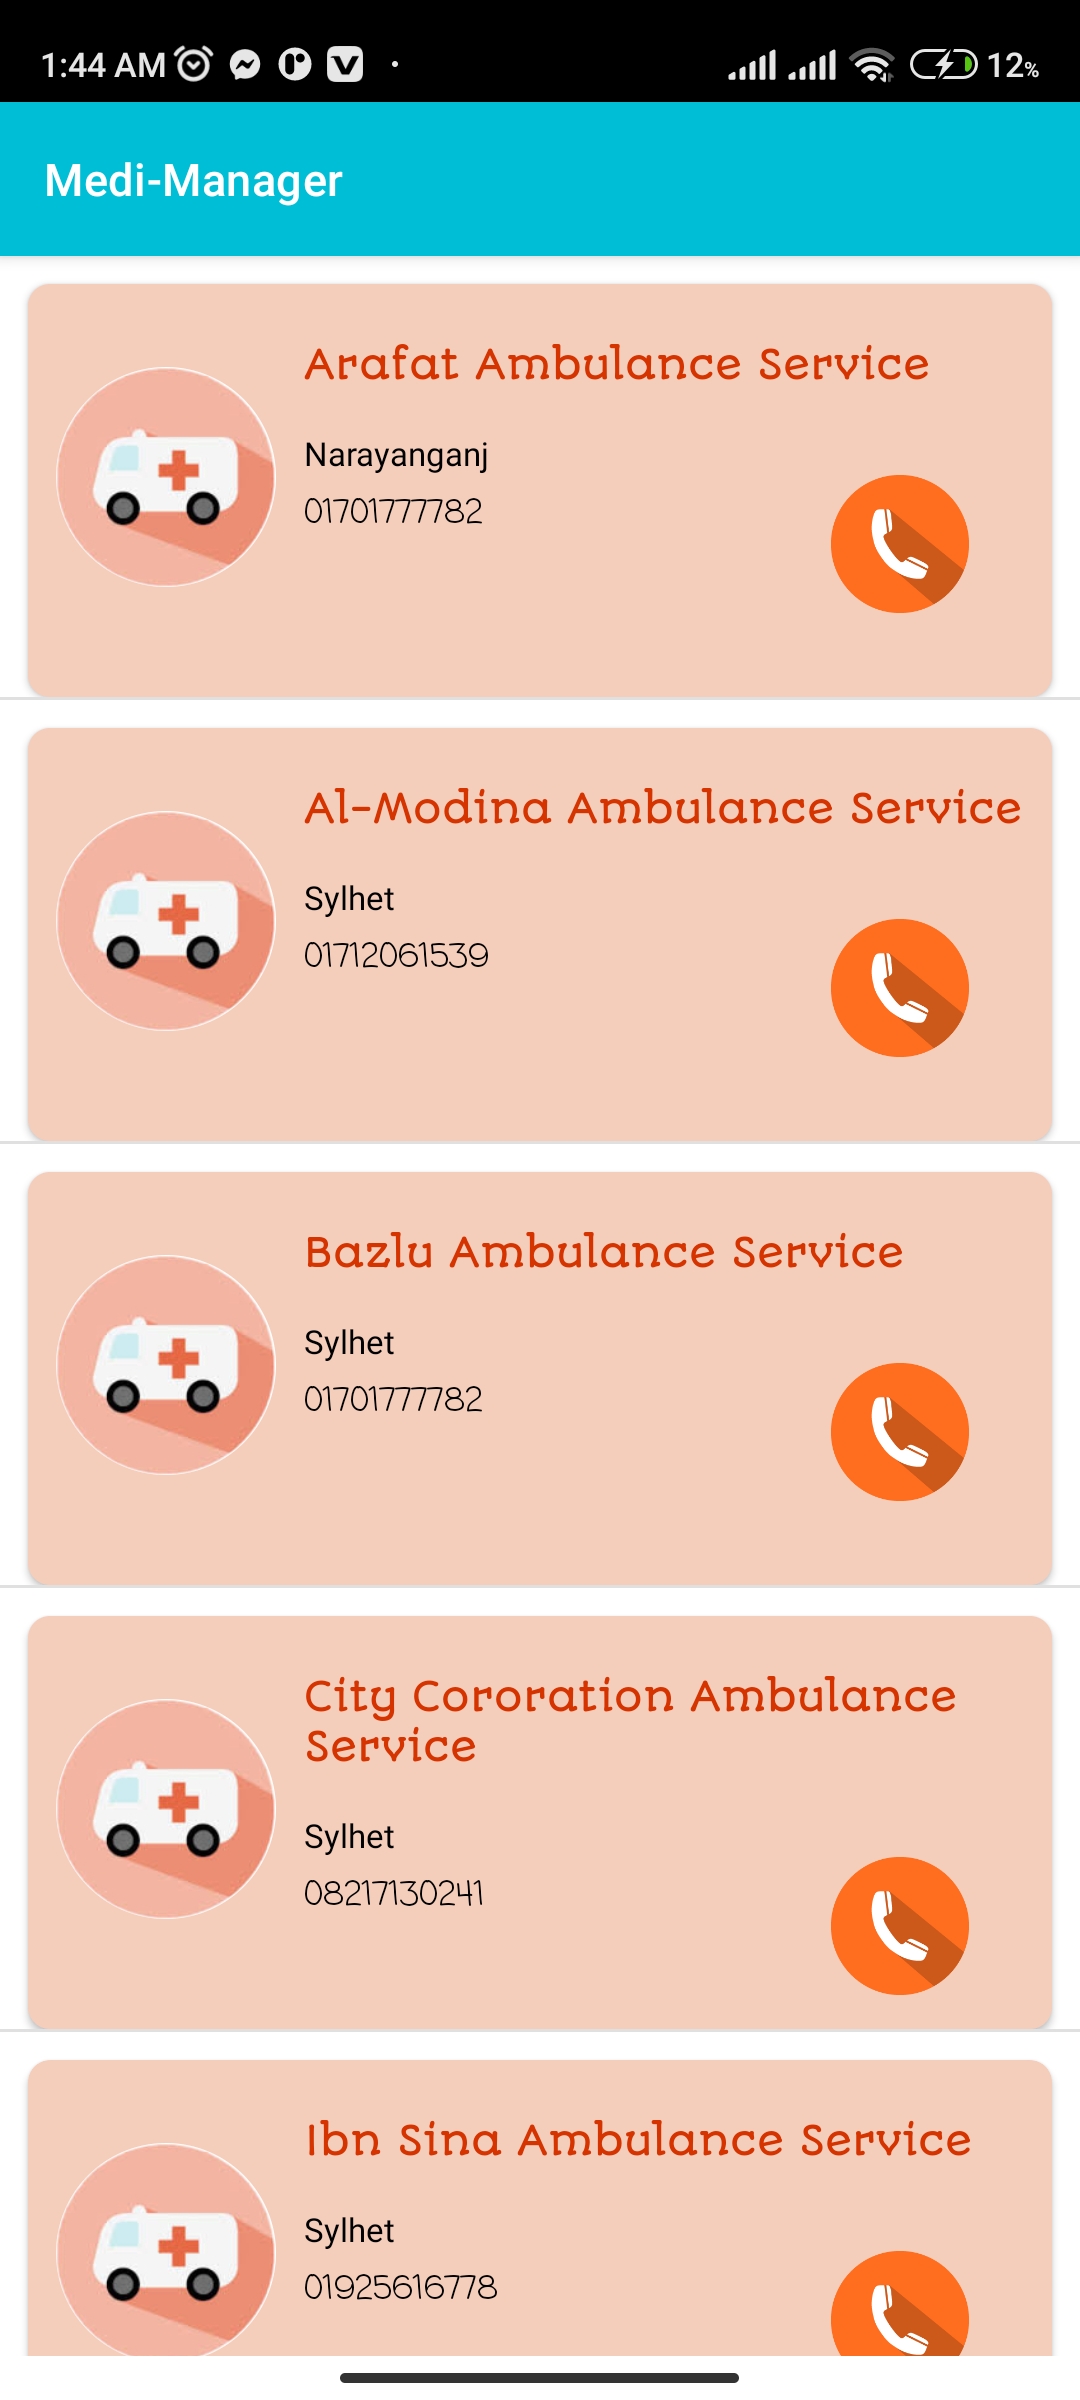 1:44 AM
12%
Medi-Manager
Arafat Ambulance Service
Narayanganj
01701777782
Al-Modina Ambulance Service
Sylhet
01712061539
Bazlu Ambulance Service
Sylhet
01701777782
City Cororation Ambulance
Service
Sylhet
08217130241
Ibn Sina Ambulance Service
Sylhet
01925616778